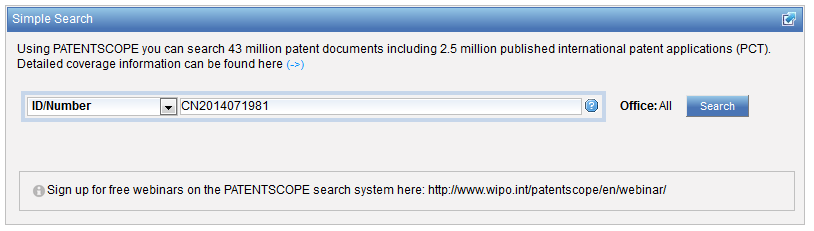 Simple Search
Using PATENTSCOPE you can search 43 million patent documents including 2.5 million published international patent applications (PCT).
Detailed coverage information can be found here (->)
ID/Number CN2014071981 ? Office: All Search
Sign up for free webinars on the PATENTSCOPE search system here: http://www.wipo.int/patentscope/en/webinar/